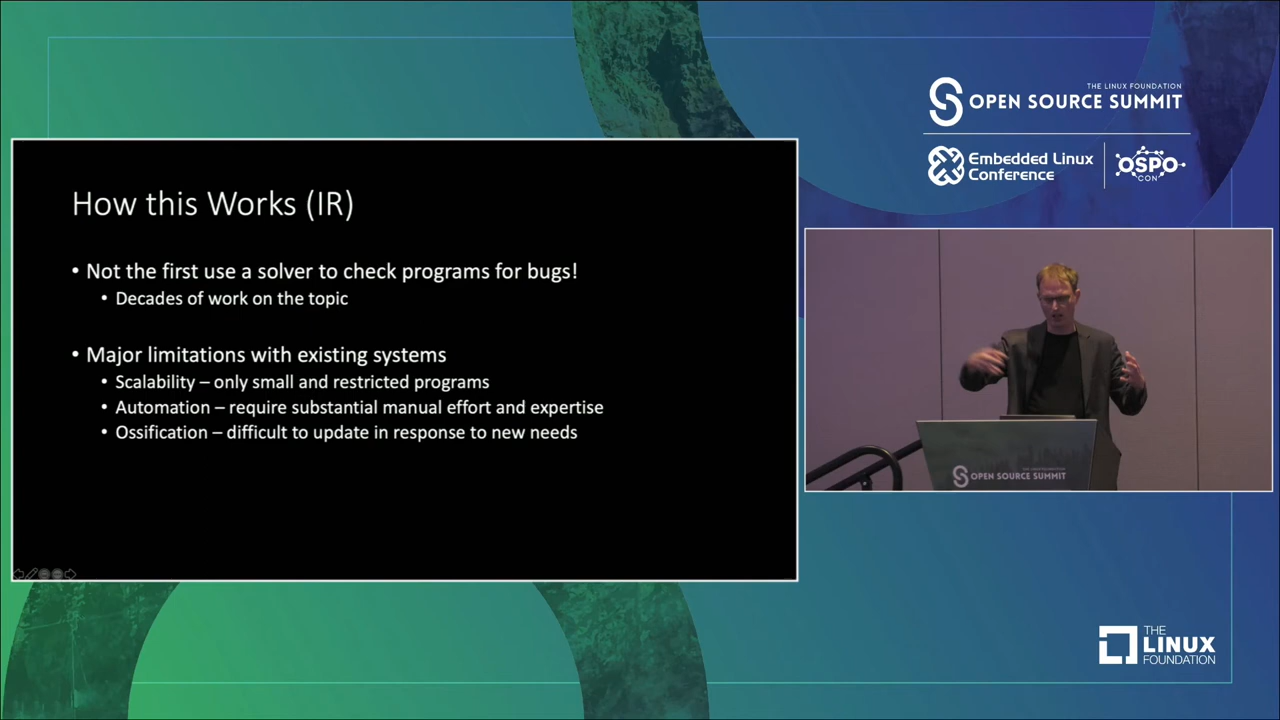 THE LINUX FOUNDATION
OPEN SOURCE SUMMIT
Embedded Linux
Conference
OSPO
CON
How this Works (IR)
• Not the first use a solver to check programs for bugs!
• Decades of work on the topic
• Major limitations with existing systems
• Scalability – only small and restricted programs
• Automation – require substantial manual effort and expertise
• Ossification – difficult to update in response to new needs
OPEN SOURCE SUMMIT
THE
LINUX
FOUNDATION